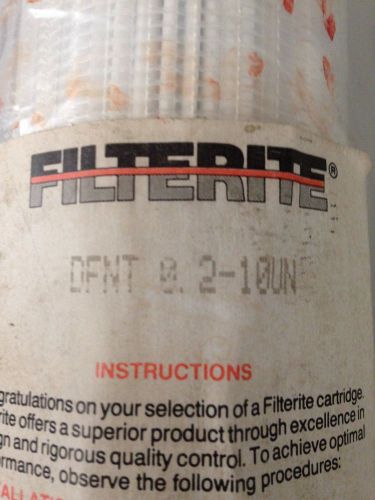 FILTERITE®
DFNT 0.2-10UN
INSTRUCTIONS
gratulations on your selection of a Filterite cartridge.
rite offers a superior product through excellence in
gn and rigorous quality control. To achieve optimal
ormance, observe the following procedures:
ALLATI